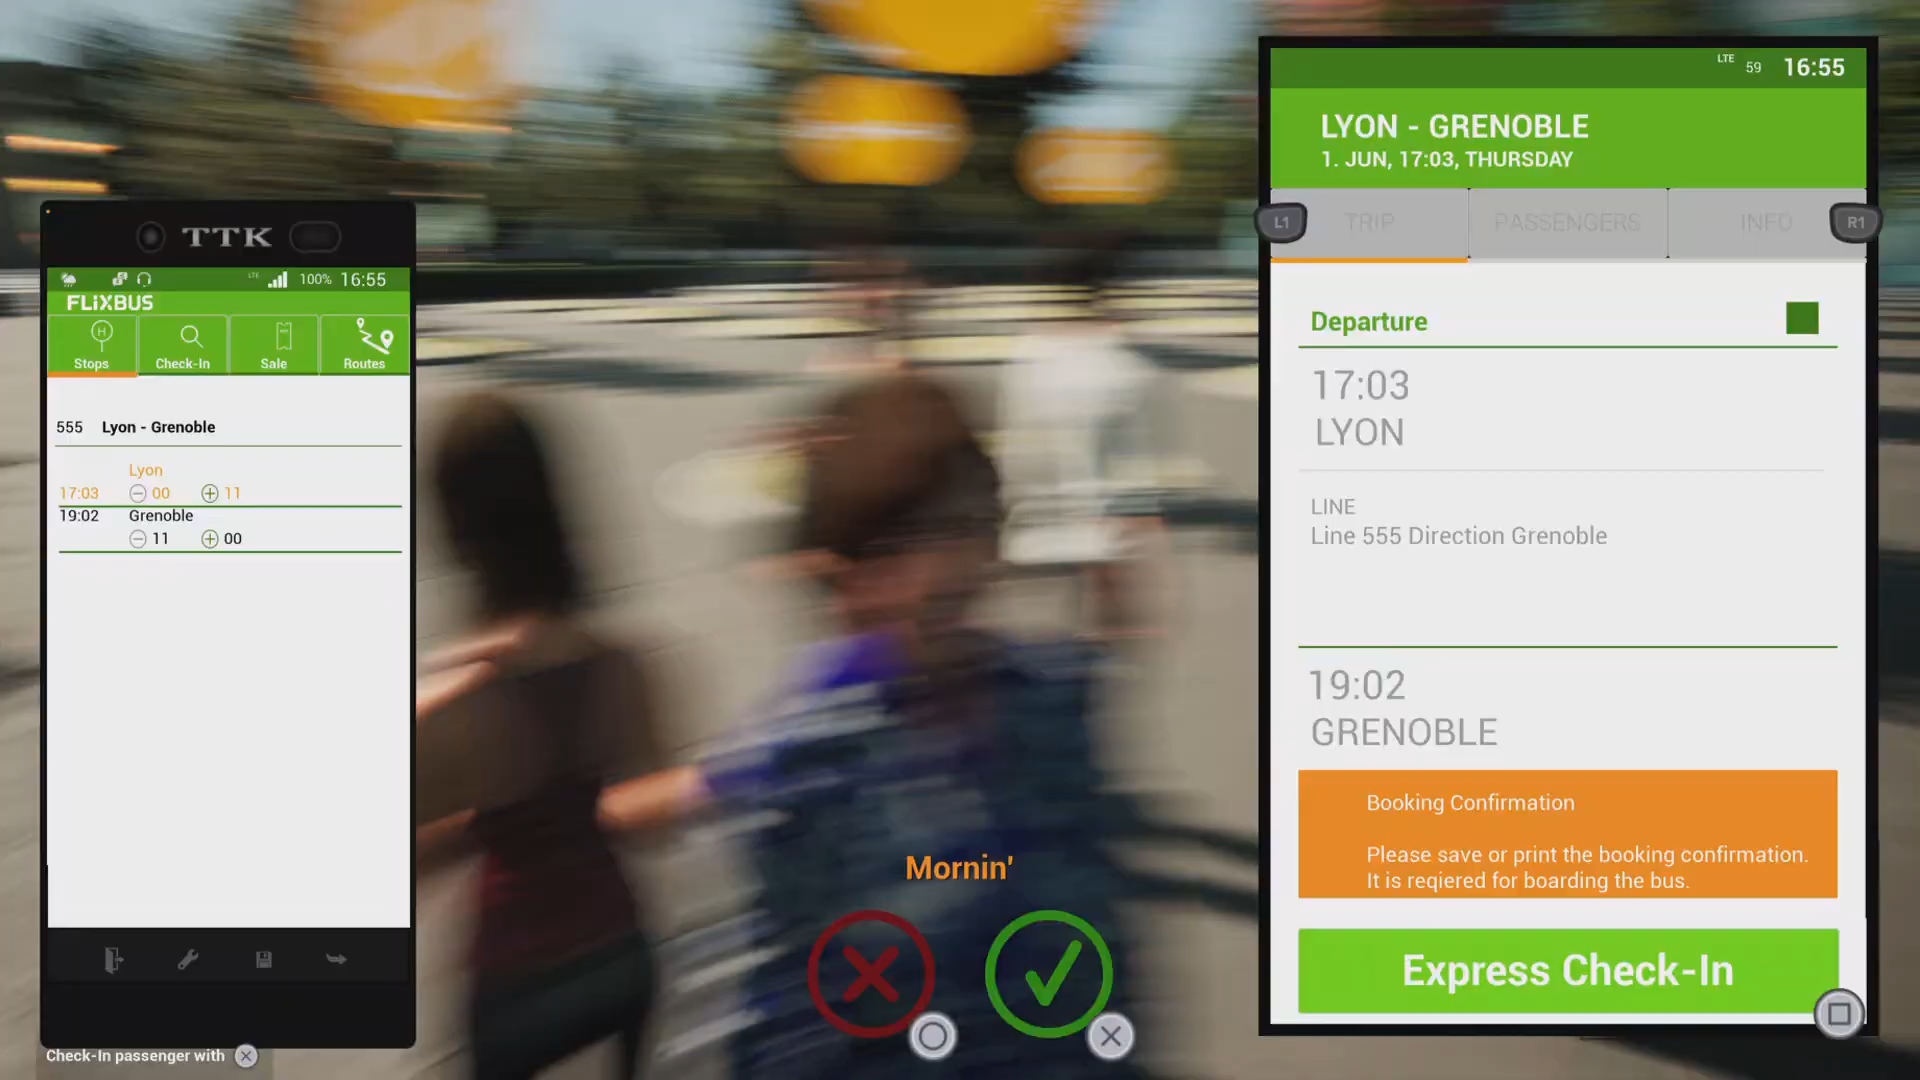 TTK
LTE 100% 16:55
FLiXBUS
Stops Check-In Sale Routes
555 Lyon - Grenoble
Lyon
17:03 00 11
19:02 Grenoble
11 00
Check-In passenger with
Mornin'
LTE 59 16:55
LYON - GRENOBLE
1. JUN, 17:03, THURSDAY
L1 TRIP PASSENGERS INFO R1
Departure
17:03
LYON
LINE
Line 555 Direction Grenoble
19:02
GRENOBLE
Booking Confirmation
Please save or print the booking confirmation.
It is reqiered for boarding the bus.
Express Check-In